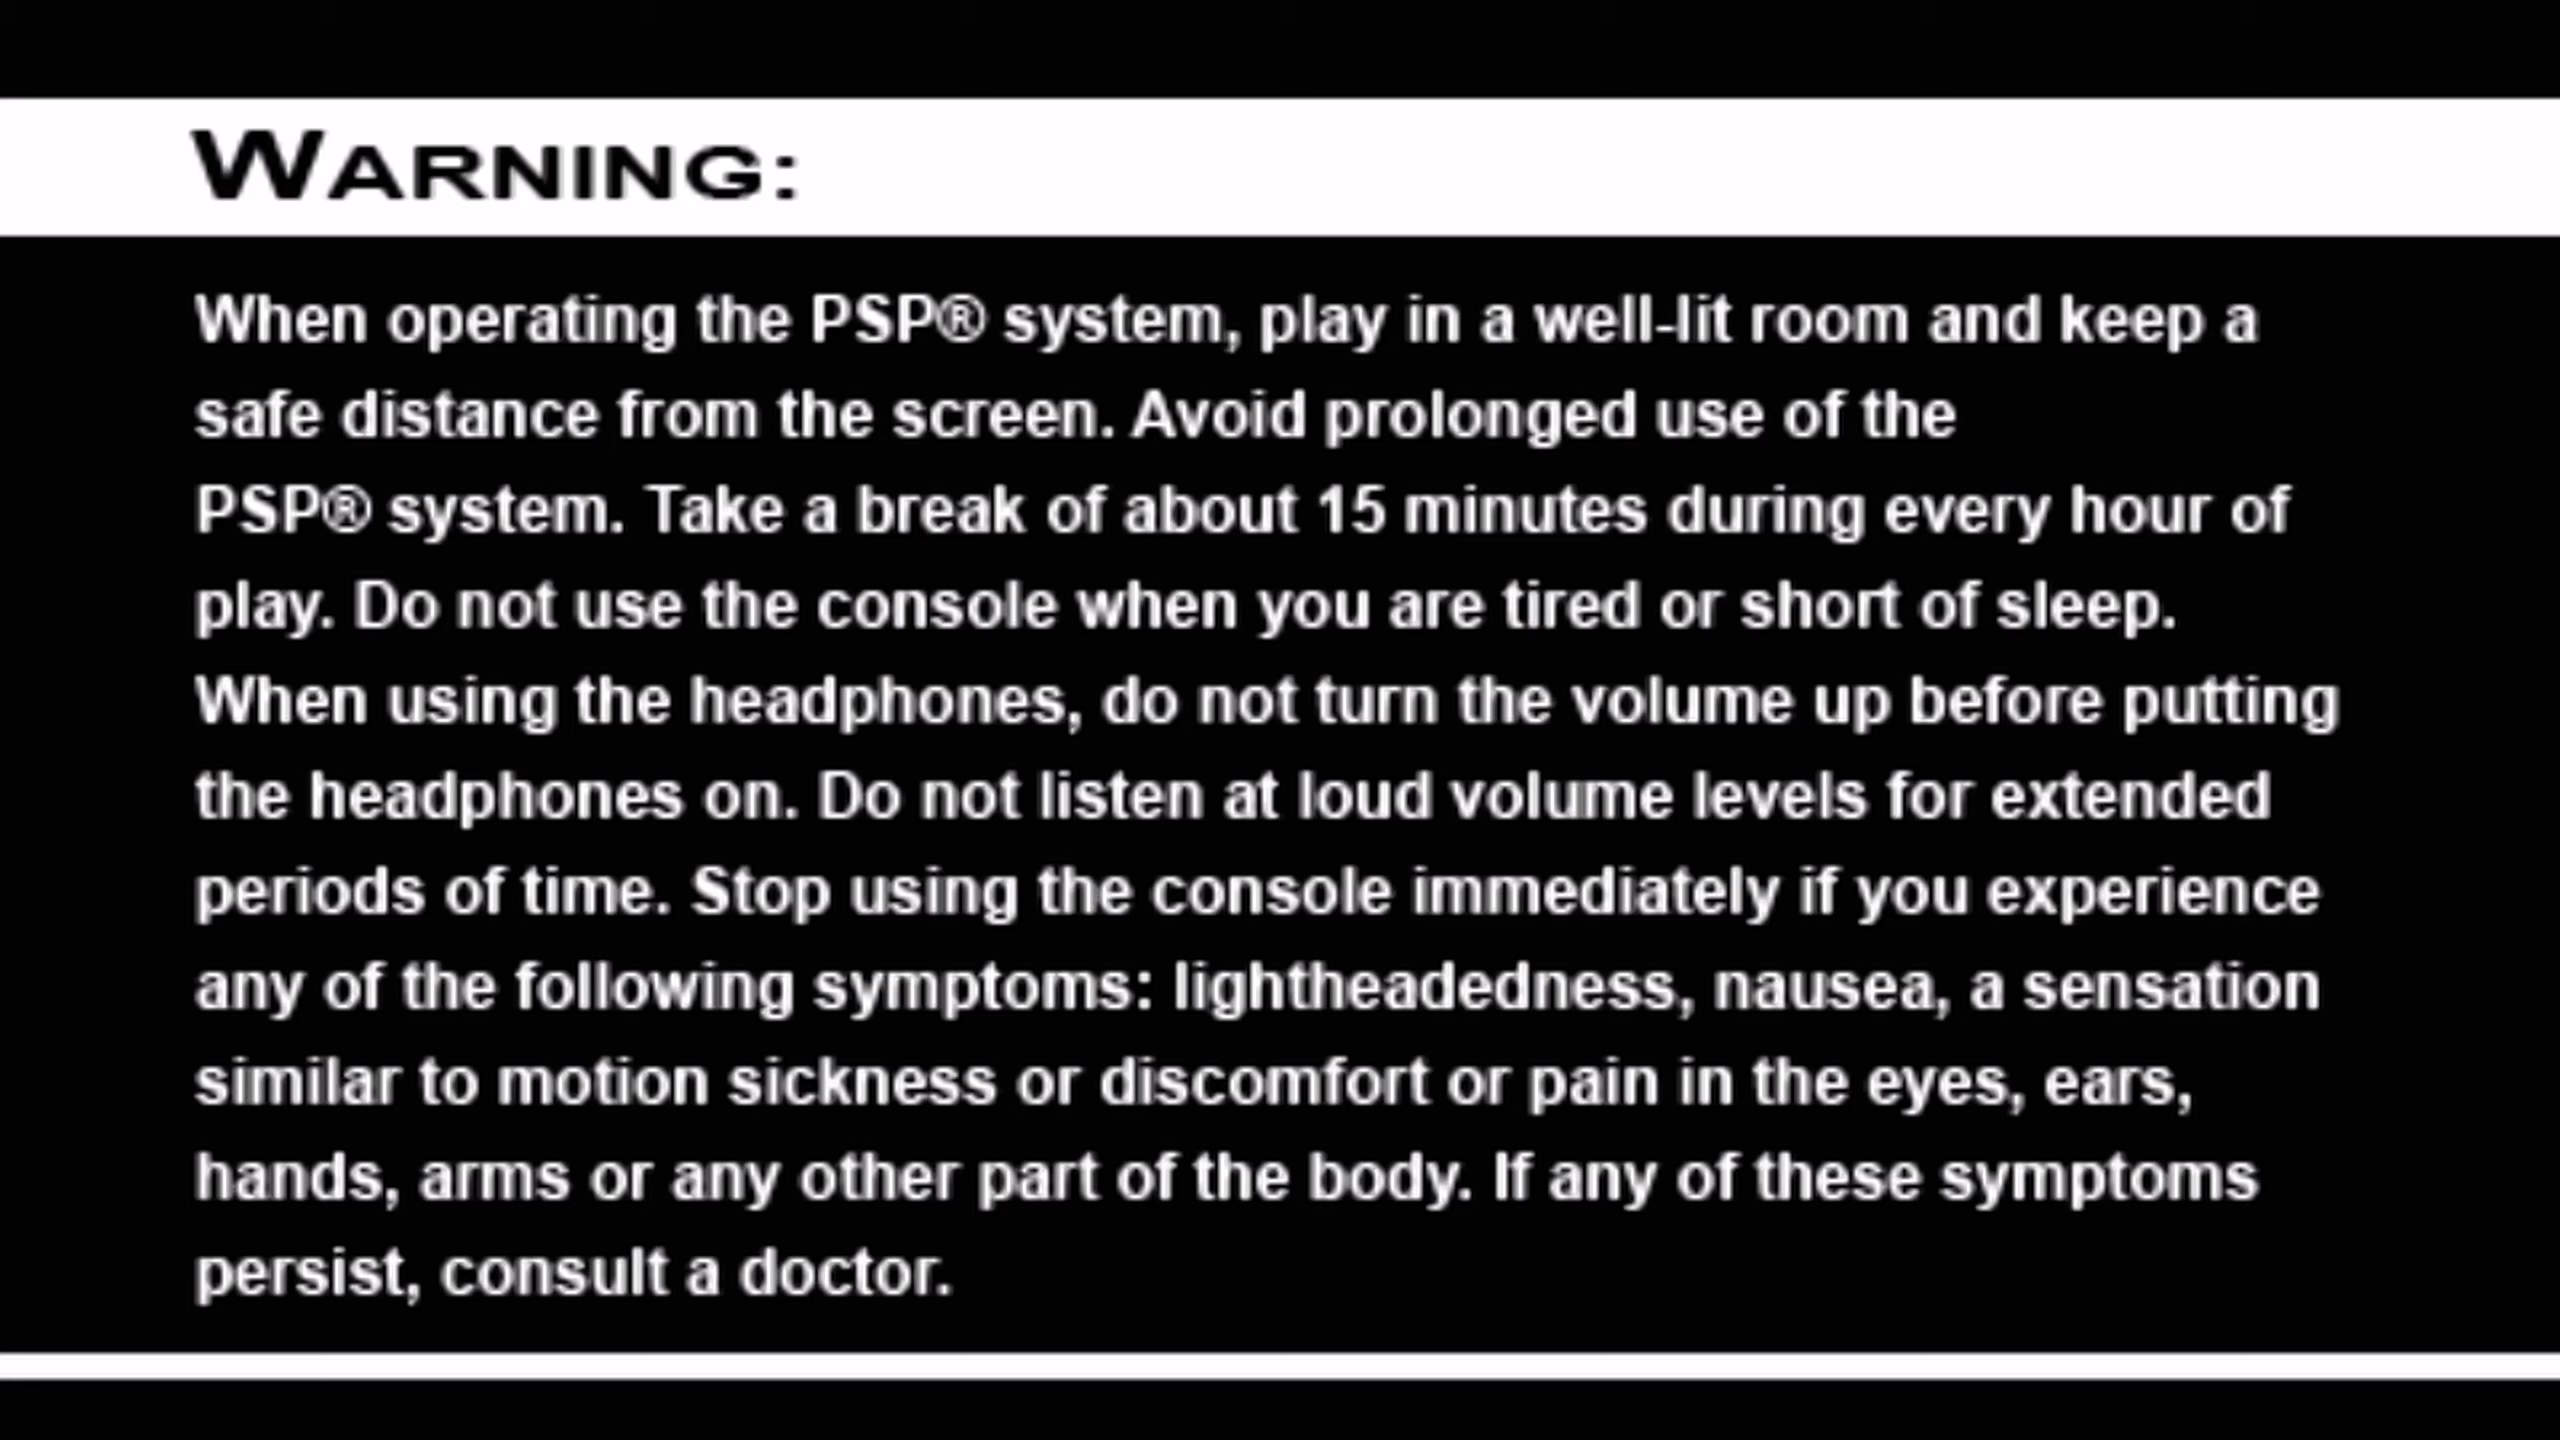 WARNING:
When operating the PSP® system, play in a well-lit room and keep a
safe distance from the screen. Avoid prolonged use of the
PSP® system. Take a break of about 15 minutes during every hour of
play. Do not use the console when you are tired or short of sleep.
When using the headphones, do not turn the volume up before putting
the headphones on. Do not listen at loud volume levels for extended
periods of time. Stop using the console immediately if you experience
any of the following symptoms: lightheadedness, nausea, a sensation
similar to motion sickness or discomfort or pain in the eyes, ears,
hands, arms or any other part of the body. If any of these symptoms
persist, consult a doctor.